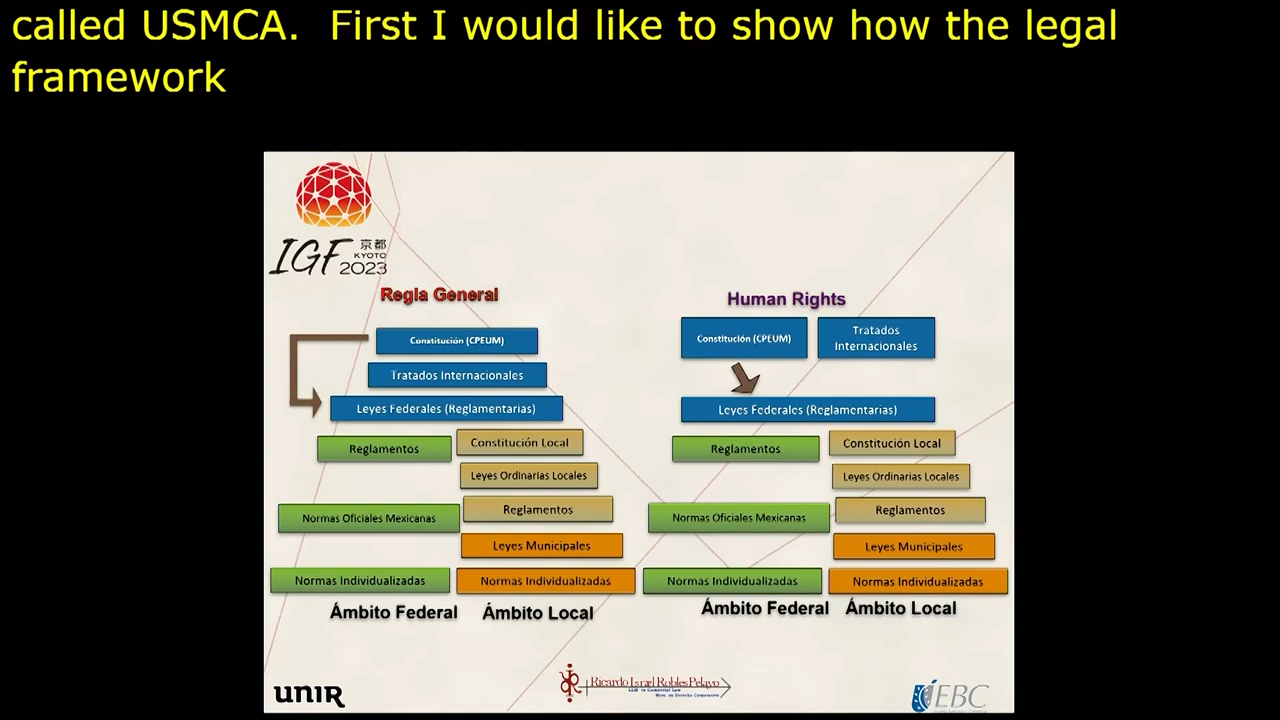 called USMCA.  First I would like to show how the legal
framework
IGF 京都
KYOTO
2023
Regla General
Constitución (CPEUM)
Tratados Internacionales
Leyes Federales (Reglamentarias)
Reglamentos
Constitución Local
Leyes Ordinarias Locales
Reglamentos
Normas Oficiales Mexicanas
Leyes Municipales
Normas Individualizadas
Normas Individualizadas
Ámbito Federal
Ámbito Local
Human Rights
Constitución (CPEUM)
Tratados
Internacionales
Leyes Federales (Reglamentarias)
Reglamentos
Constitución Local
Leyes Ordinarias Locales
Reglamentos
Normas Oficiales Mexicanas
Leyes Municipales
Normas Individualizadas
Normas Individualizadas
Ámbito Federal
Ámbito Local
unir
Ricardo Israel Robles Pelayo
LLM in Comercial Law
EBC